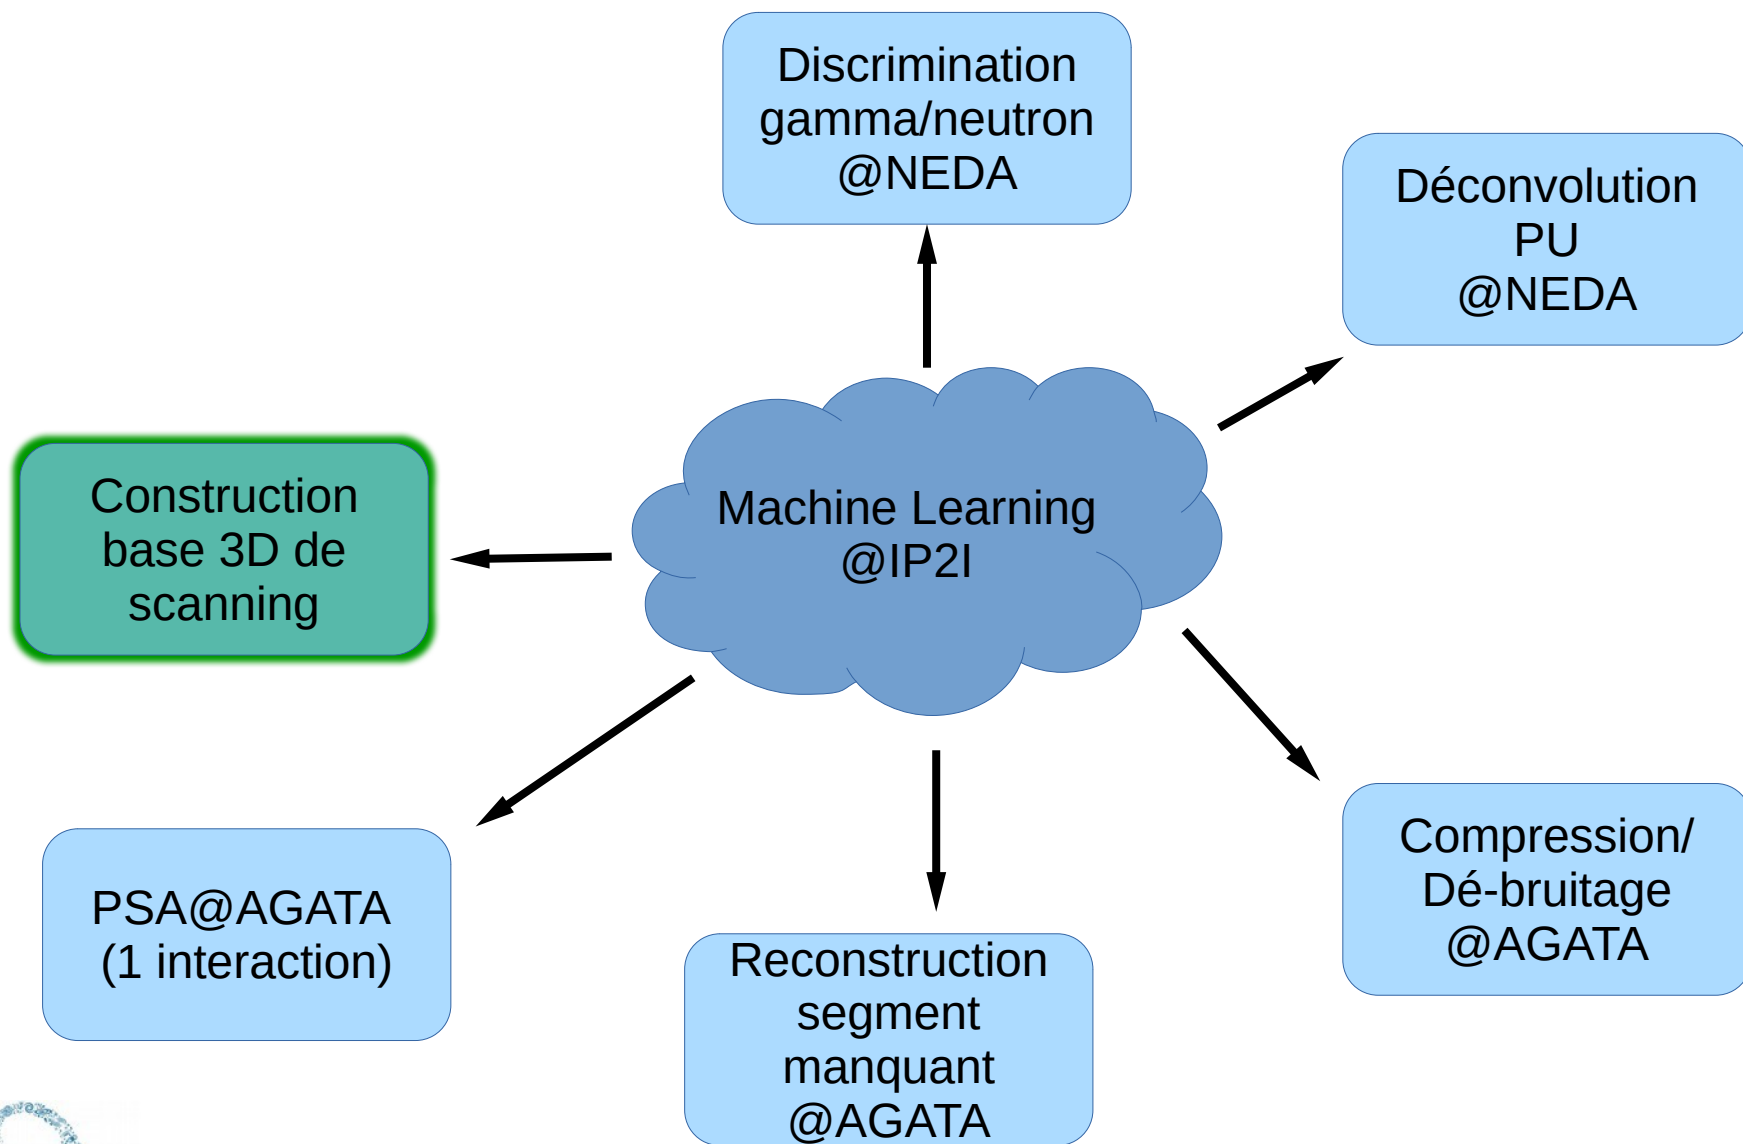 Discrimination
gamma/neutron
@NEDA
Déconvolution
PU
@NEDA
Machine Learning
@IP2I
Construction
base 3D de
scanning
PSA@AGATA
(1 interaction)
Reconstruction
segment
manquant
@AGATA
Compression/
Dé-bruitage
@AGATA